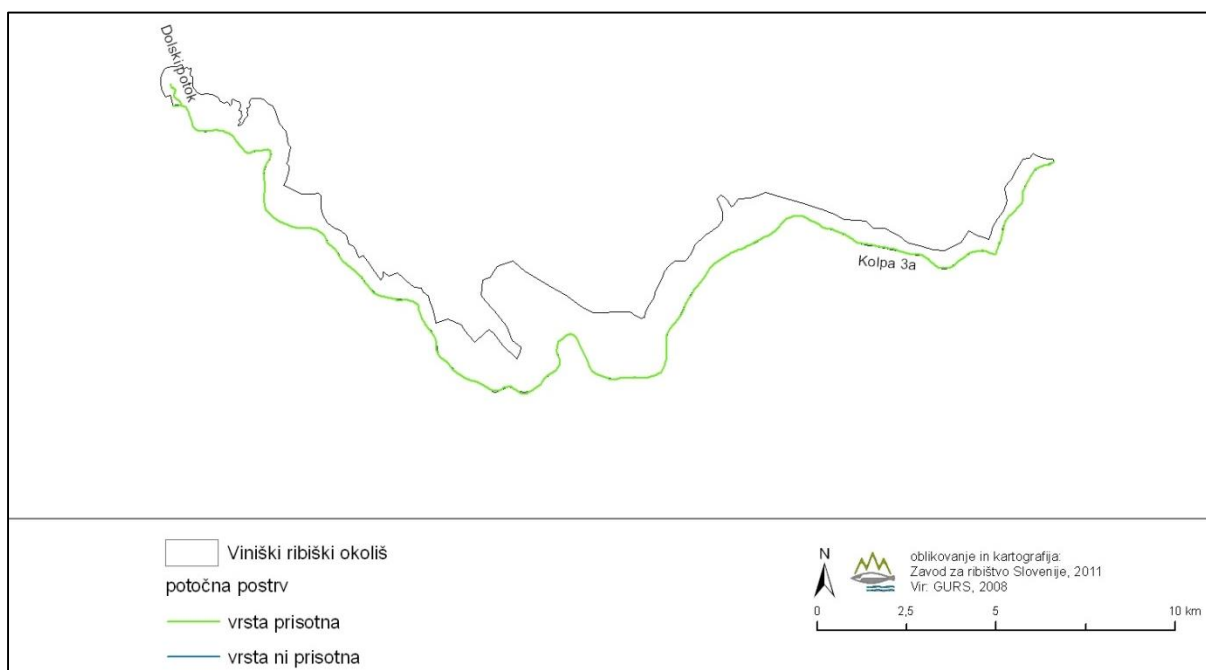 Dolski potok
Kolpa 3a
Viniški ribiški okoliš
potočna postrv
vrsta prisotna
vrsta ni prisotna
N
oblikovanje in kartografija:
Zavod za ribištvo Slovenije, 2011
Vir: GURS, 2008
0 2,5 5 10 km